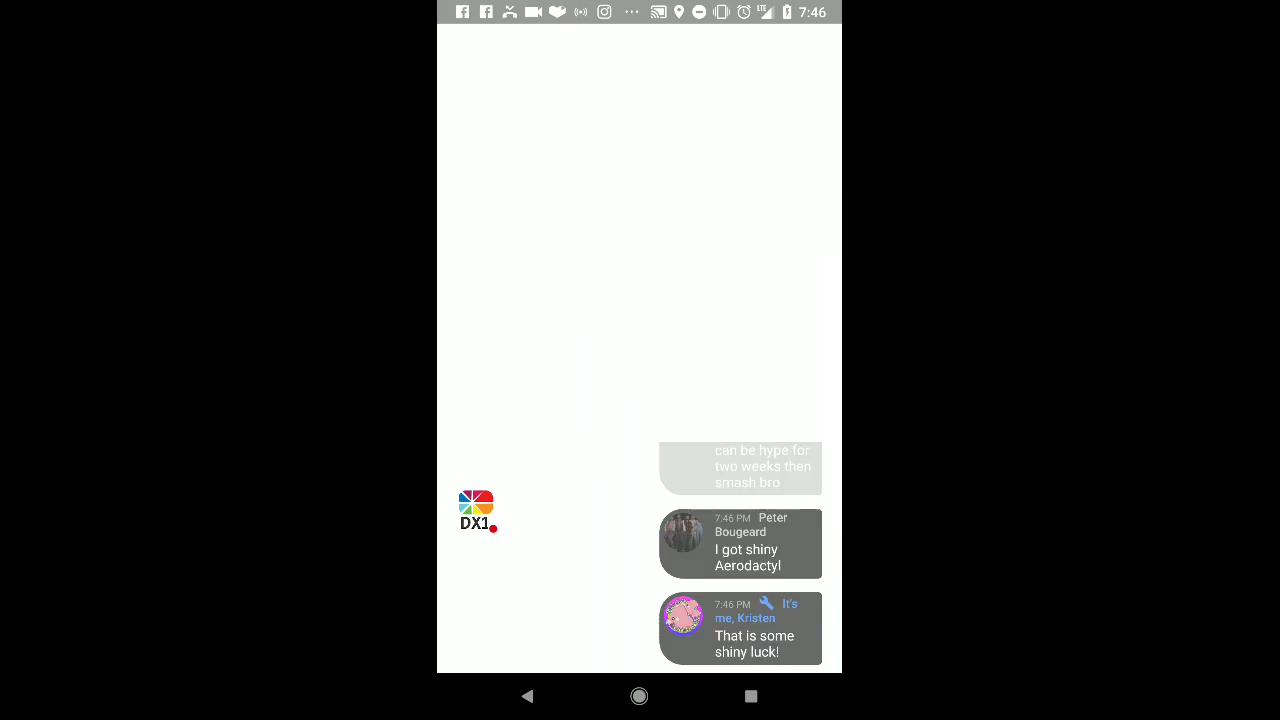 LTE 7:46
can be hype for
two weeks then
smash bro
DX1
7:46 PM Peter
Bougeard
I got shiny
Aerodactyl
7:46 PM It's
me, Kristen
That is some
shiny luck!